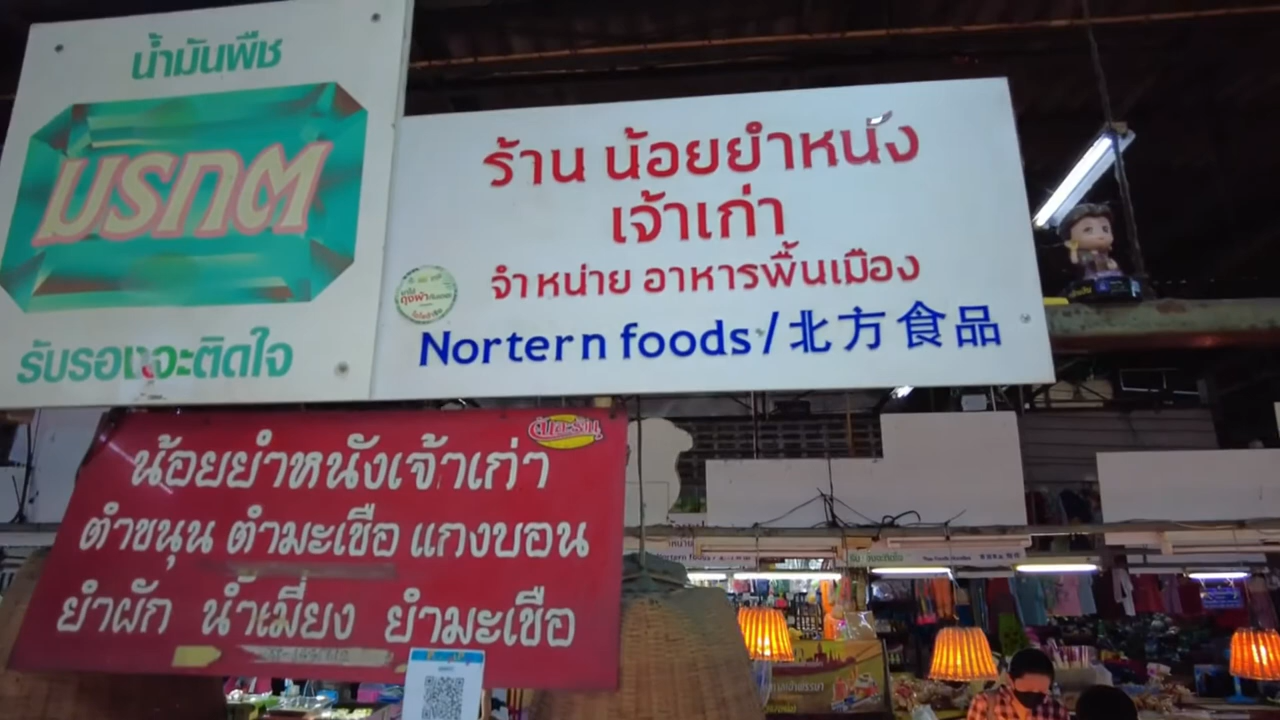 น้ำมันพืช
มรกต
รับรองจะติดใจ
ร้าน น้อยยำหนัง
เจ้าเก่า
จำหน่าย อาหารพื้นเมือง
Nortern foods/北方食品
น้อยยำหนังเจ้าเก่า
ตำขนุน ตำมะเขือ แกงบอน
ยำผัก น้ำเมี่ยง ยำมะเขือ